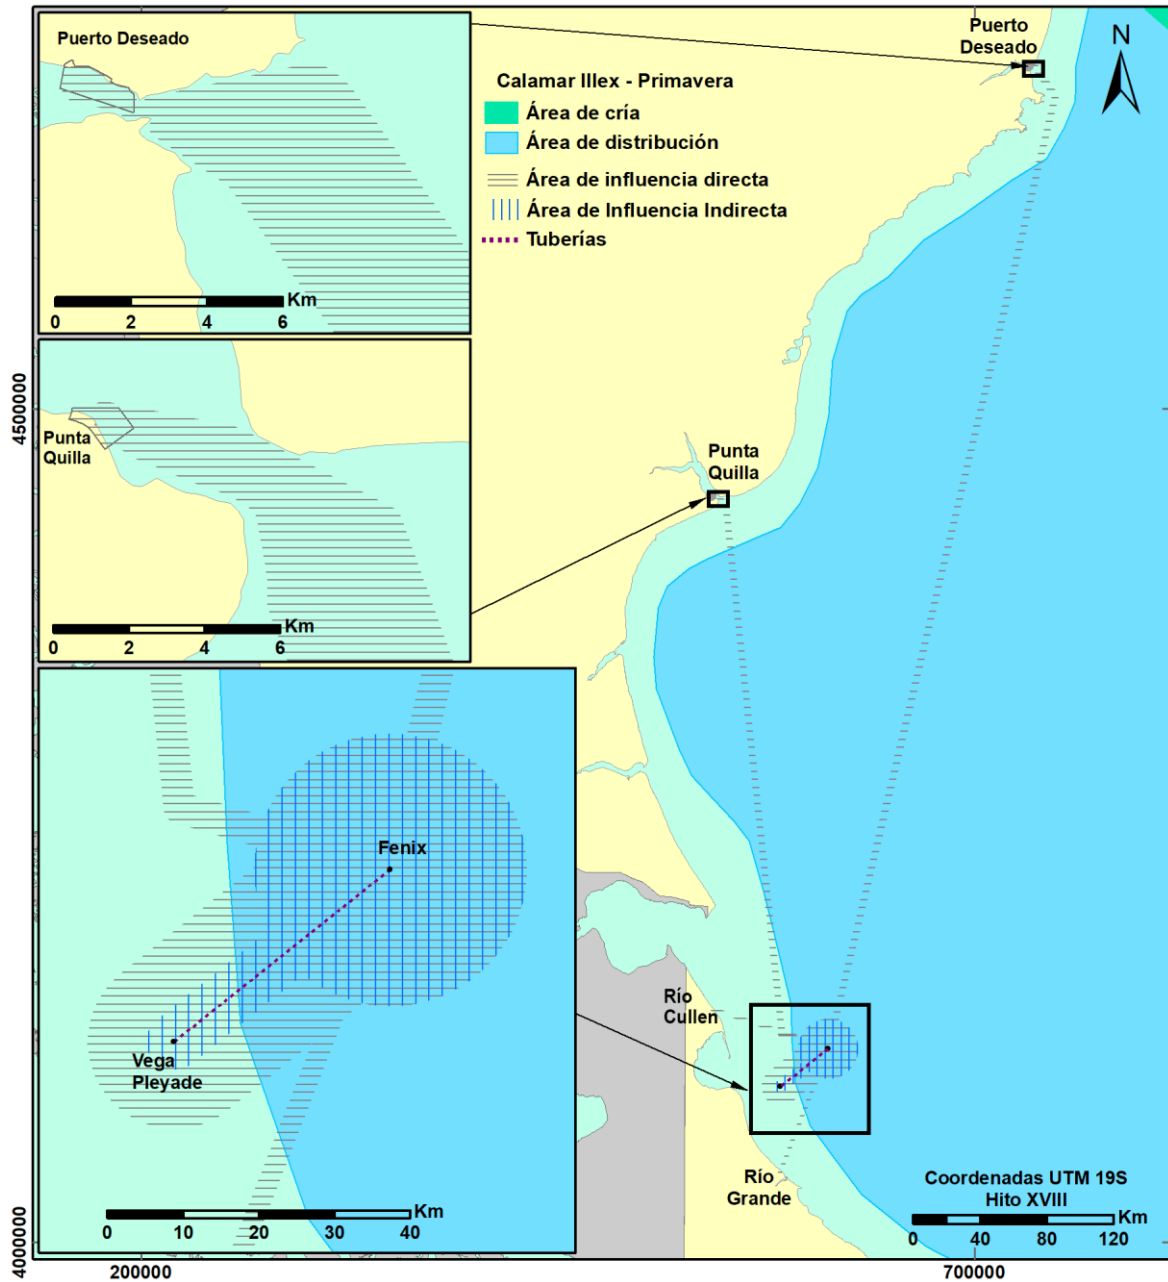 Puerto Deseado
Km
0 2 4 6
Punta
Quilla
Km
0 2 4 6
Fenix
Vega
Pleyade
Km
0 10 20 30 40
Calamar Illex - Primavera
Área de cría
Área de distribución
Área de influencia directa
Área de Influencia Indirecta
Tuberías
Puerto
Deseado
N
Punta
Quilla
Río
Cullen
Río
Grande
Coordenadas UTM 19S
Hito XVIII
Km
0 40 80 120
4500000
4000000
200000
700000